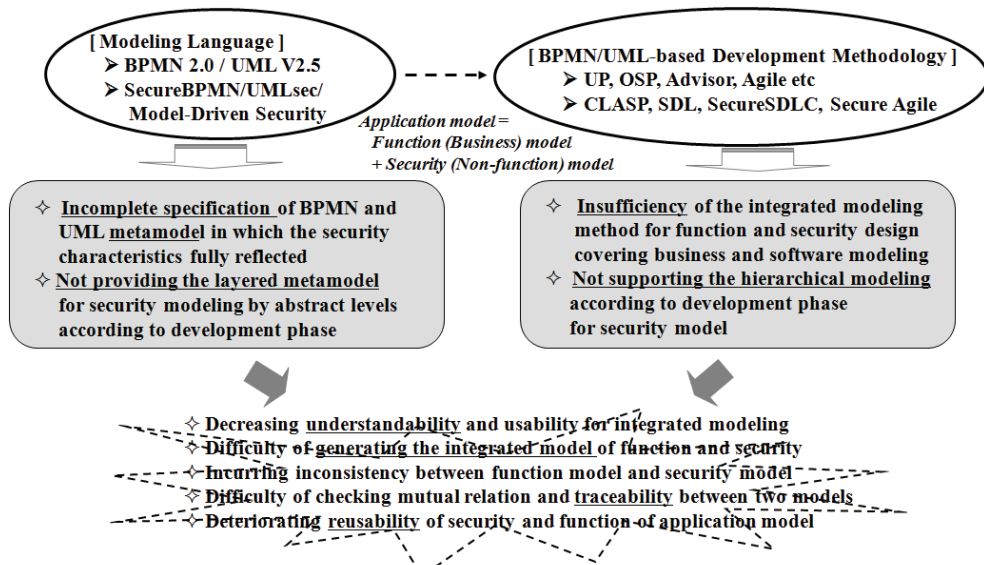 [ Modeling Language ]
➤ BPMN 2.0 / UML V2.5
➤ SecureBPMN/UMLsec/
Model-Driven Security
[ BPMN/UML-based Development Methodology ]
➤ UP, OSP, Advisor, Agile etc
➤ CLASP, SDL, SecureSDLC, Secure Agile
Application model =
Function (Business) model
+ Security (Non-function) model
✧ Incomplete specification of BPMN and
UML metamodel in which the security
characteristics fully reflected
✧ Not providing the layered metamodel
for security modeling by abstract levels
according to development phase
✧ Insufficiency of the integrated modeling
method for function and security design
covering business and software modeling
✧ Not supporting the hierarchical modeling
according to development phase
for security model
✧ Decreasing understandability and usability for integrated modeling
✧ Difficulty of generating the integrated model of function and security
✧ Incurring inconsistency between function model and security model
✧ Difficulty of checking mutual relation and traceability between two models
✧ Deteriorating reusability of security and function of application model